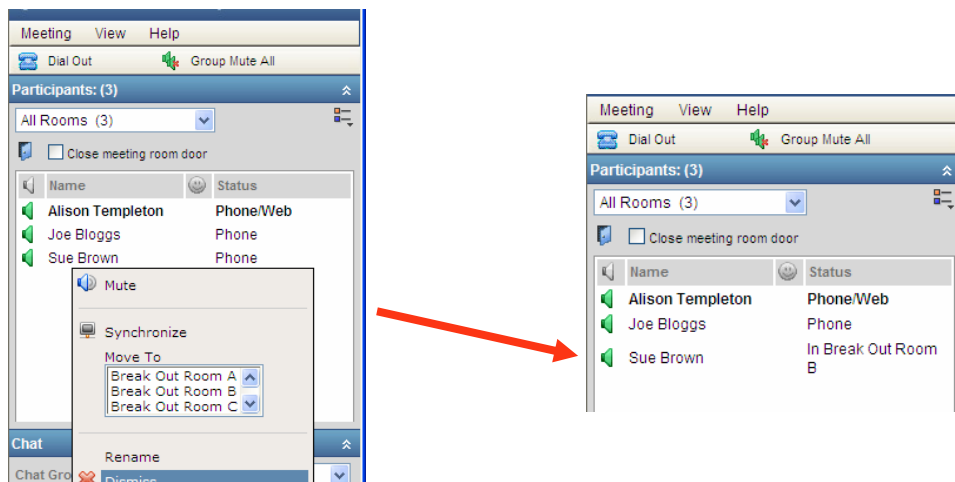 Meeting View Help
Dial Out Group Mute All
Participants: (3)
All Rooms (3)
Close meeting room door
Name Status
Alison Templeton Phone/Web
Joe Bloggs Phone
Sue Brown Phone
Mute
Synchronize
Move To
Break Out Room A
Break Out Room B
Break Out Room C
Rename
Chat
Chat Gro
Dismiss
Meeting View Help
Dial Out Group Mute All
Participants: (3)
All Rooms (3)
Close meeting room door
Name Status
Alison Templeton Phone/Web
Joe Bloggs Phone
Sue Brown In Break Out Room
B